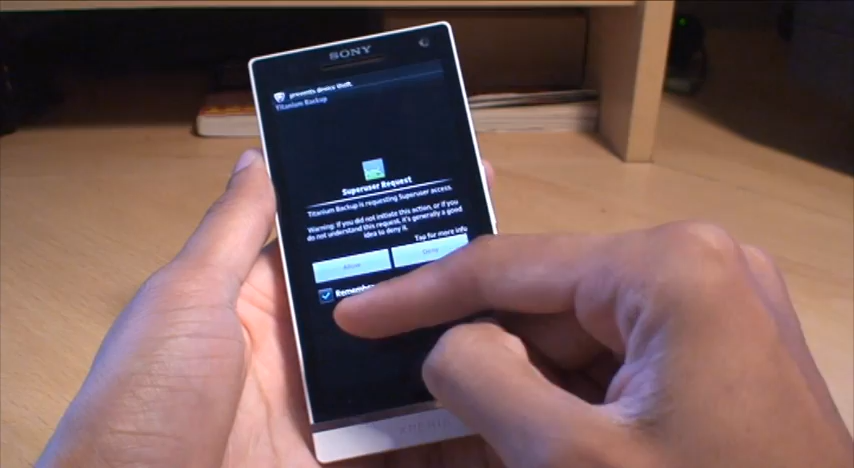 SONY
prevents device theft.
Titanium Backup
Superuser Request
Titanium Backup is requesting Superuser access.
Warning: If you did not initiate this action, or if you
do not understand this request, it's generally a good
idea to deny it.
Tap for more info
Allow Deny
Remember
XPERIA